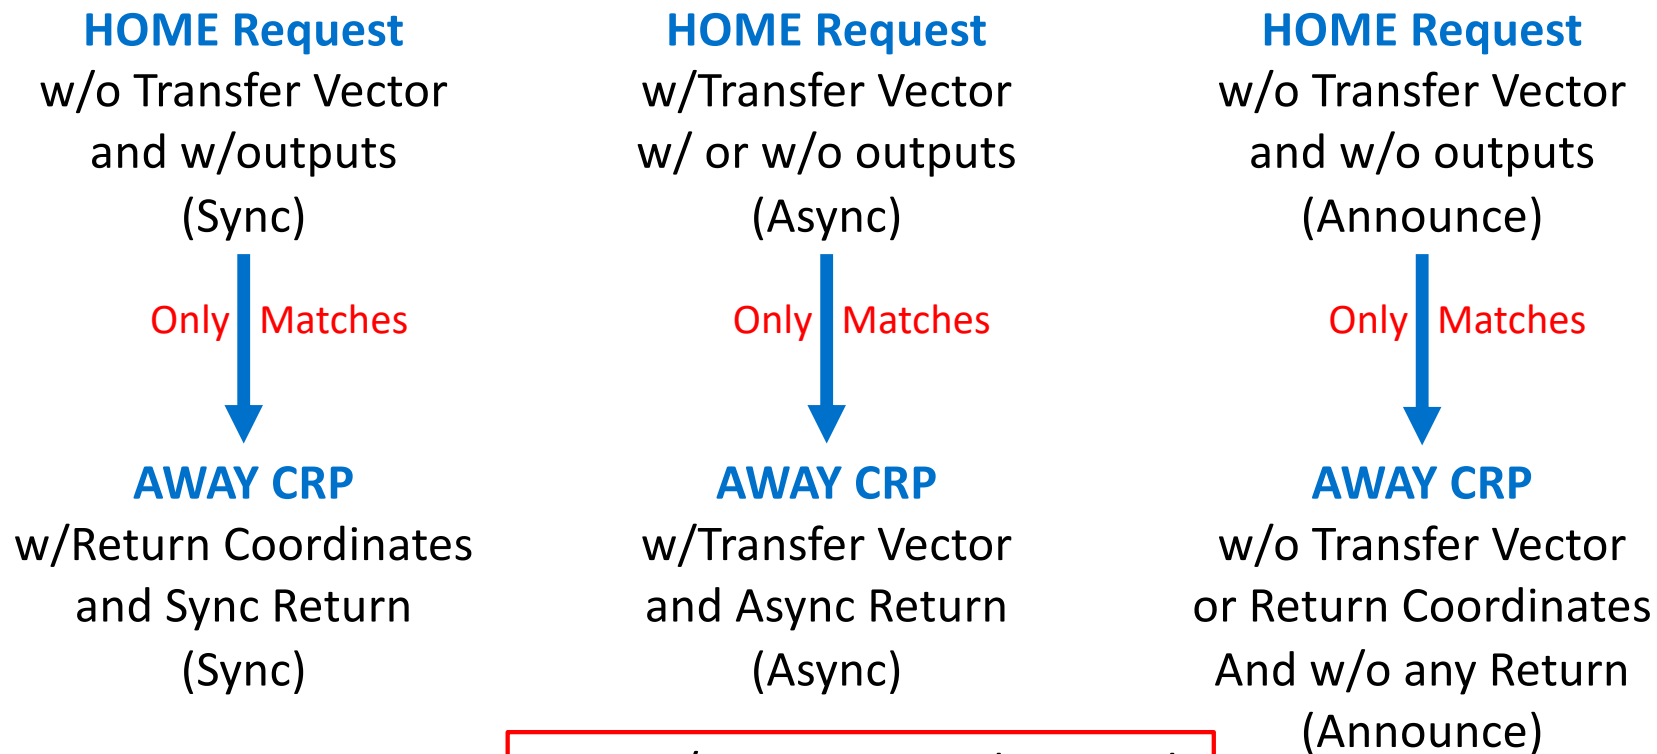 HOME Request
w/o Transfer Vector
and w/outputs
(Sync)
Only Matches
AWAY CRP
w/Return Coordinates
and Sync Return
(Sync)
HOME Request
w/Transfer Vector
w/ or w/o outputs
(Async)
Only Matches
AWAY CRP
w/Transfer Vector
and Async Return
(Async)
HOME Request
w/o Transfer Vector
and w/o outputs
(Announce)
Only Matches
AWAY CRP
w/o Transfer Vector
or Return Coordinates
And w/o any Return
(Announce)